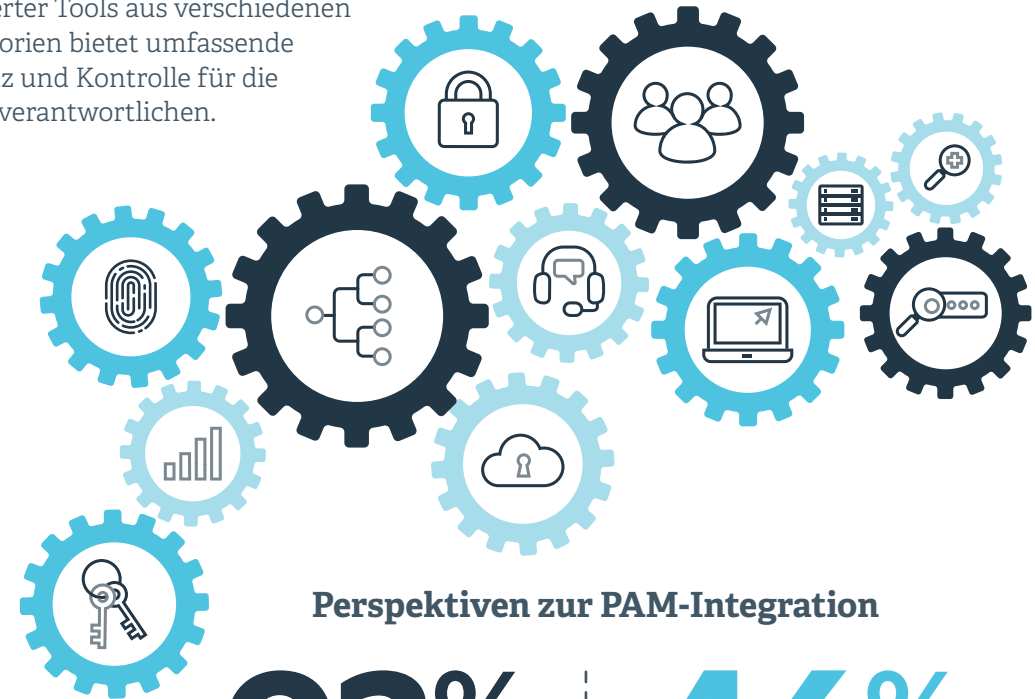 erter Tools aus verschiedenen
orien bietet umfassende
z und Kontrolle für die
verantwortlichen.
Perspektiven zur PAM-Integration
% %